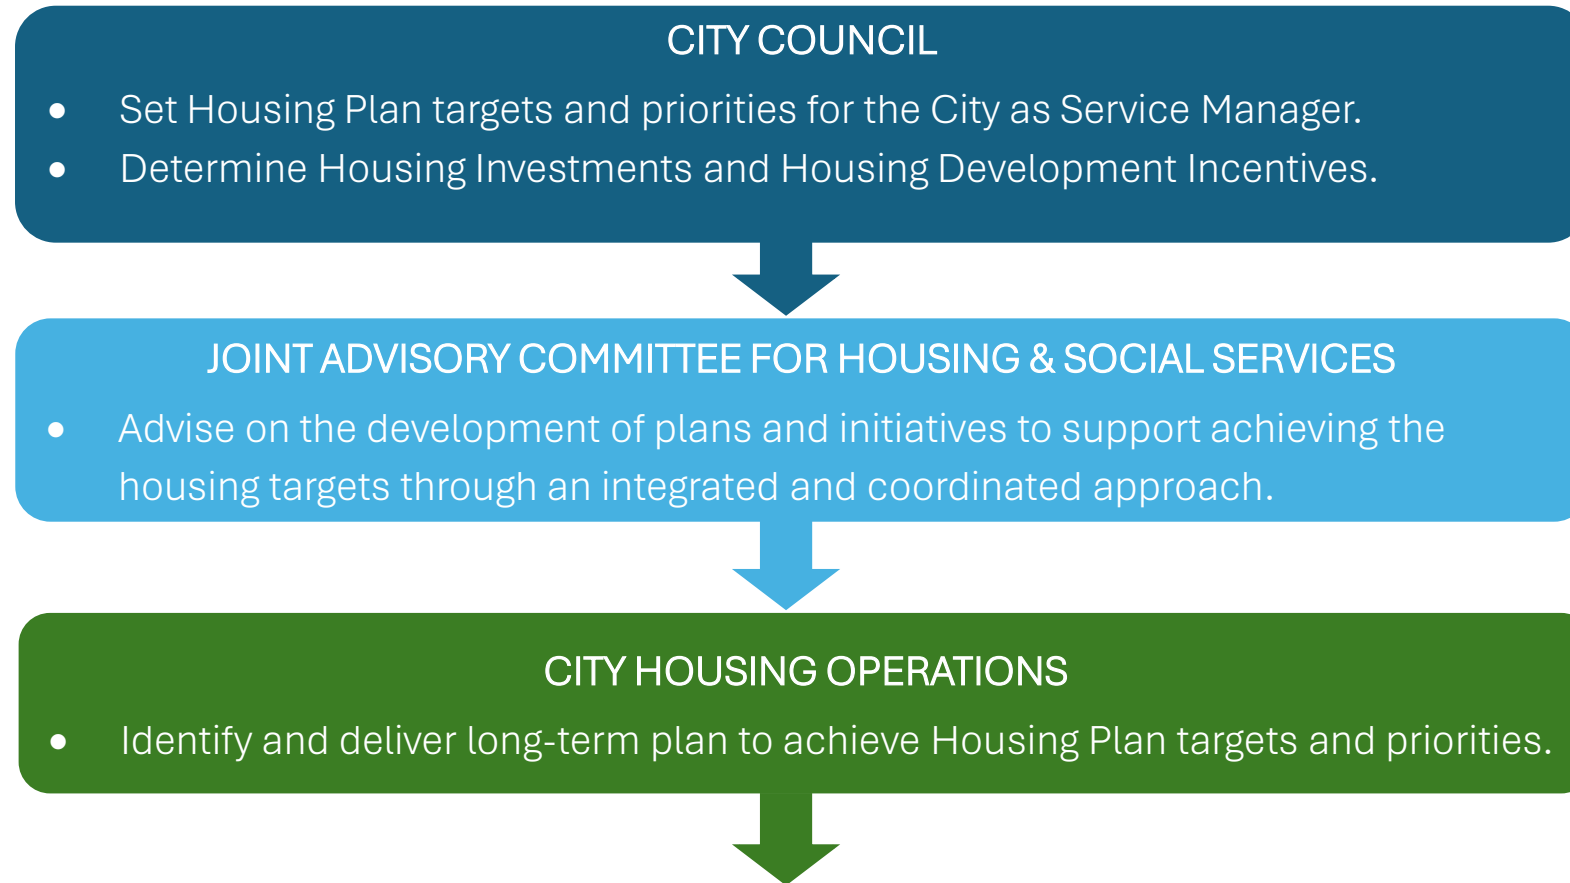 CITY COUNCIL
● Set Housing Plan targets and priorities for the City as Service Manager.
● Determine Housing Investments and Housing Development Incentives.
JOINT ADVISORY COMMITTEE FOR HOUSING & SOCIAL SERVICES
● Advise on the development of plans and initiatives to support achieving the
housing targets through an integrated and coordinated approach.
CITY HOUSING OPERATIONS
● Identify and deliver long-term plan to achieve Housing Plan targets and priorities.